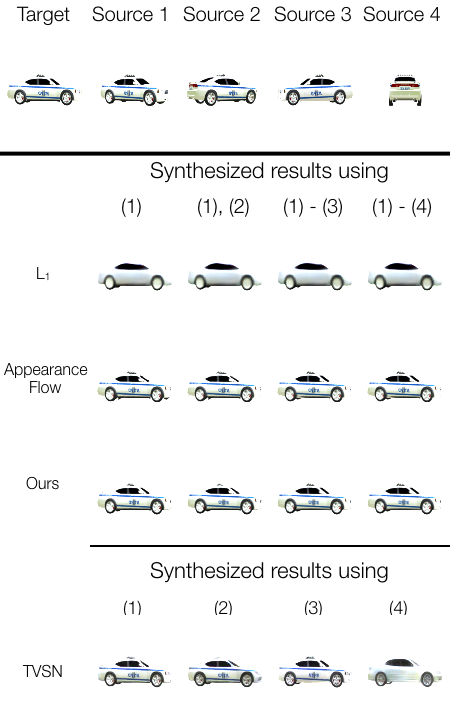 Target Source 1 Source 2 Source 3 Source 4
Synthesized results using
(1) (1), (2) (1) - (3) (1) - (4)
L₁
Appearance
Flow
Ours
Synthesized results using
(1) (2) (3) (4)
TVSN